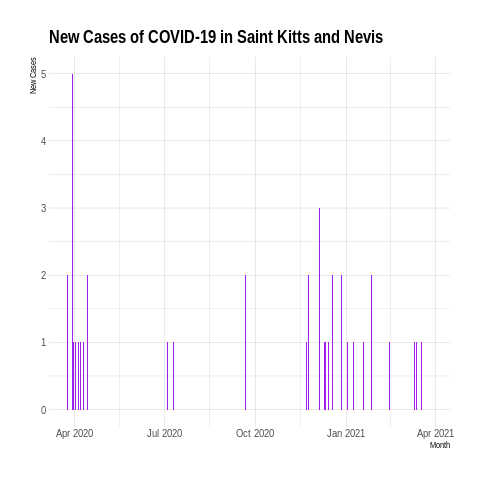 New Cases of COVID-19 in Saint Kitts and Nevis
New Cases
5
4
3
2
1
0
Apr 2020 Jul 2020 Oct 2020 Jan 2021 Apr 2021
Month